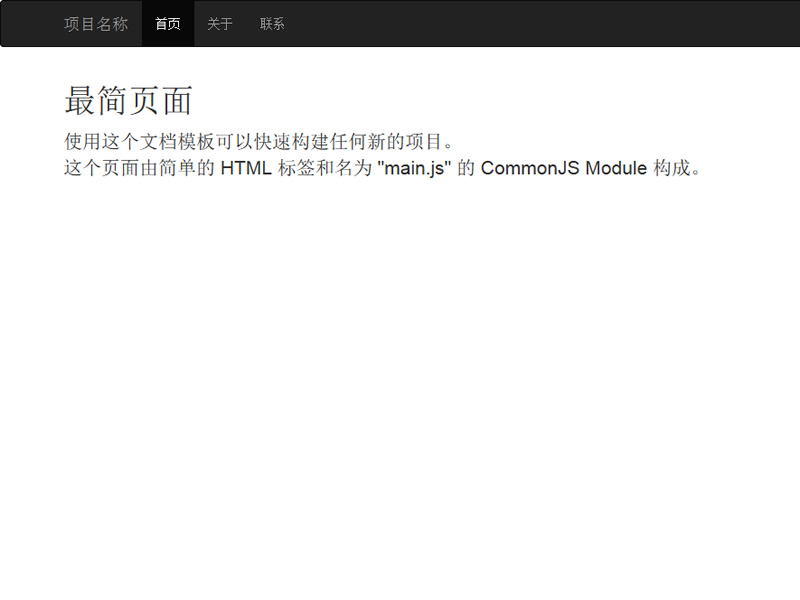 项目名称 首页 关于 联系
最简页面
使用这个文档模板可以快速构建任何新的项目。
这个页面由简单的 HTML 标签和名为 "main.js" 的 CommonJS Module 构成。